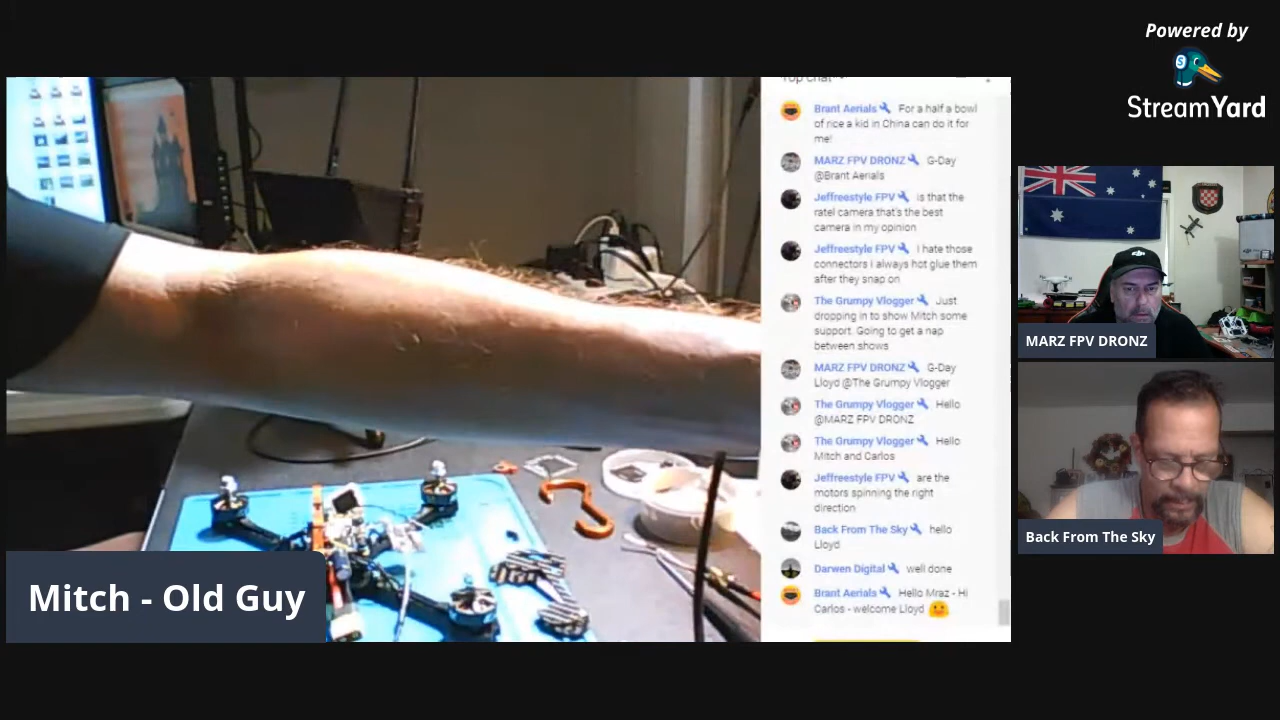 Powered by
StreamYard
Top chat
Brant Aerials For a half a bowl
of rice a kid in China can do it for
me!
MARZ FPV DRONZ G-Day
@Brant Aerials
Jeffreestyle FPV is that the
ratel camera that's the best
camera in my opinion
Jeffreestyle FPV I hate those
connectors I always hot glue them
after they snap on
The Grumpy Vlogger Just
dropping in to show Mitch some
support. Going to get a nap
between shows
MARZ FPV DRONZ G-Day
Lloyd @The Grumpy Vlogger
The Grumpy Vlogger Hello
@MARZ FPV DRONZ
The Grumpy Vlogger Hello
Mitch and Carlos
Jeffreestyle FPV are the
motors spinning the right
direction
Back From The Sky hello
Lloyd
Darwen Digital well done
Brant Aerials Hello Mraz - Hi
Carlos - welcome Lloyd
Mitch - Old Guy
MARZ FPV DRONZ
Back From The Sky